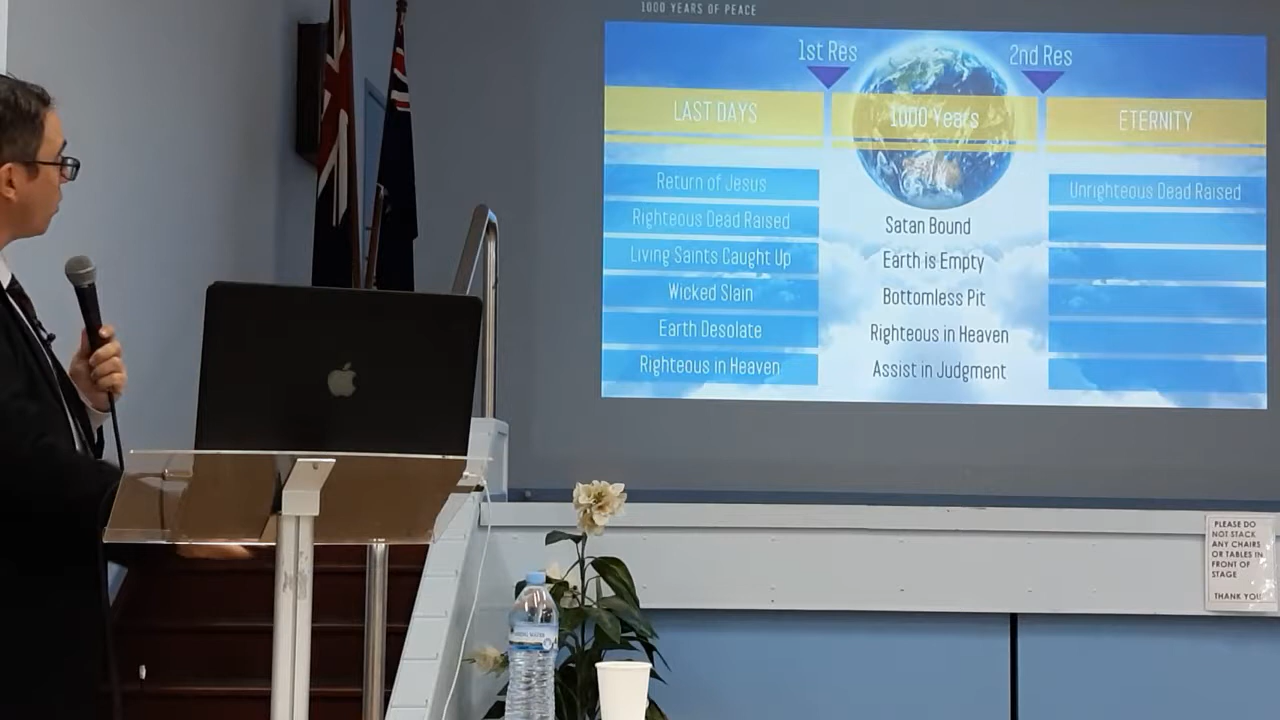 1000 YEARS OF PEACE
1st Res
2nd Res
LAST DAYS
1000 Years
ETERNITY
Return of Jesus
Righteous Dead Raised
Living Saints Caught Up
Wicked Slain
Earth Desolate
Righteous in Heaven
Satan Bound
Earth is Empty
Bottomless Pit
Righteous in Heaven
Assist in Judgment
Unrighteous Dead Raised
PLEASE DO
NOT STACK
ANY CHAIRS
OR TABLES IN
FRONT OF
STAGE
THANK YOU